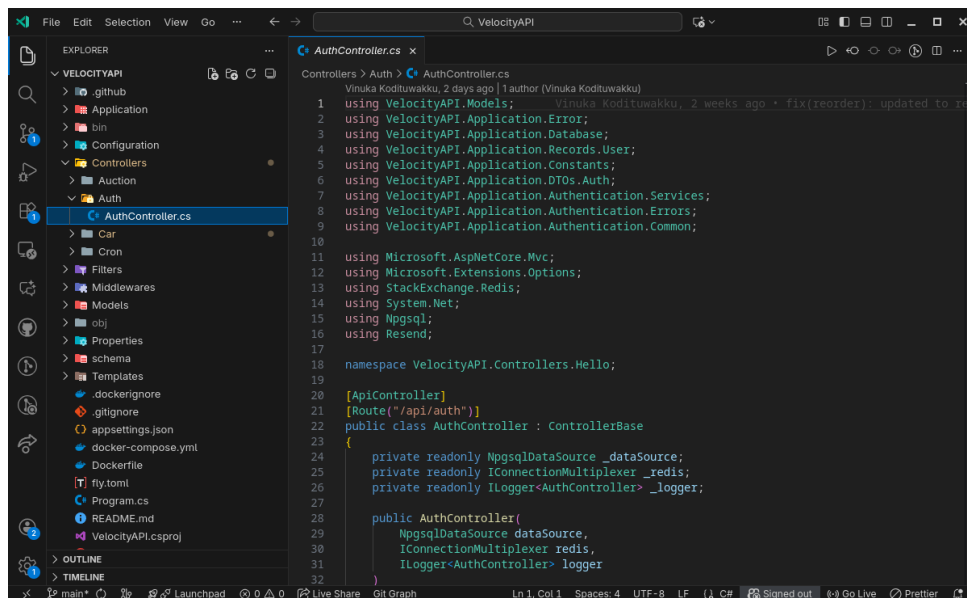 File Edit Selection View Go ··· VelocityAPI
EXPLORER
VELOCITYAPI
.github
Application
bin
Configuration
Controllers
Auction
Auth
C# AuthController.cs
Car
Cron
Filters
Middlewares
Models
obj
Properties
schema
Templates
.dockerignore
.gitignore
{} appsettings.json
docker-compose.yml
Dockerfile
[T] fly.toml
C# Program.cs
README.md
VelocityAPI.csproj
OUTLINE
TIMELINE
C# AuthController.cs ×
Controllers > Auth > C# AuthController.cs
Vinuka Kodituwakku, 2 days ago | 1 author (Vinuka Kodituwakku)
1 using VelocityAPI.Models; Vinuka Kodituwakku, 2 weeks ago • fix(reorder): updated to re
2 using VelocityAPI.Application.Error;
3 using VelocityAPI.Application.Database;
4 using VelocityAPI.Application.Records.User;
5 using VelocityAPI.Application.Constants;
6 using VelocityAPI.Application.DTOs.Auth;
7 using VelocityAPI.Application.Authentication.Services;
8 using VelocityAPI.Application.Authentication.Errors;
9 using VelocityAPI.Application.Authentication.Common;
10
11 using Microsoft.AspNetCore.Mvc;
12 using Microsoft.Extensions.Options;
13 using StackExchange.Redis;
14 using System.Net;
15 using Npgsql;
16 using Resend;
17
18 namespace VelocityAPI.Controllers.Hello;
19
20 [ApiController]
21 [Route("/api/auth")]
22 public class AuthController : ControllerBase
23 {
24 private readonly NpgsqlDataSource _dataSource;
25 private readonly IConnectionMultiplexer _redis;
26 private readonly ILogger<AuthController> _logger;
27
28 public AuthController(
29 NpgsqlDataSource dataSource,
30 IConnectionMultiplexer redis,
31 ILogger<AuthController> logger
32 )
main* Launchpad 0 0 Live Share Git Graph Ln 1, Col 1 Spaces: 4 UTF-8 LF {} C# Signed out Go Live Prettier